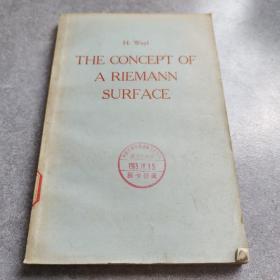 H. Weyl
THE CONCEPT OF
A RIEMANN
SURFACE